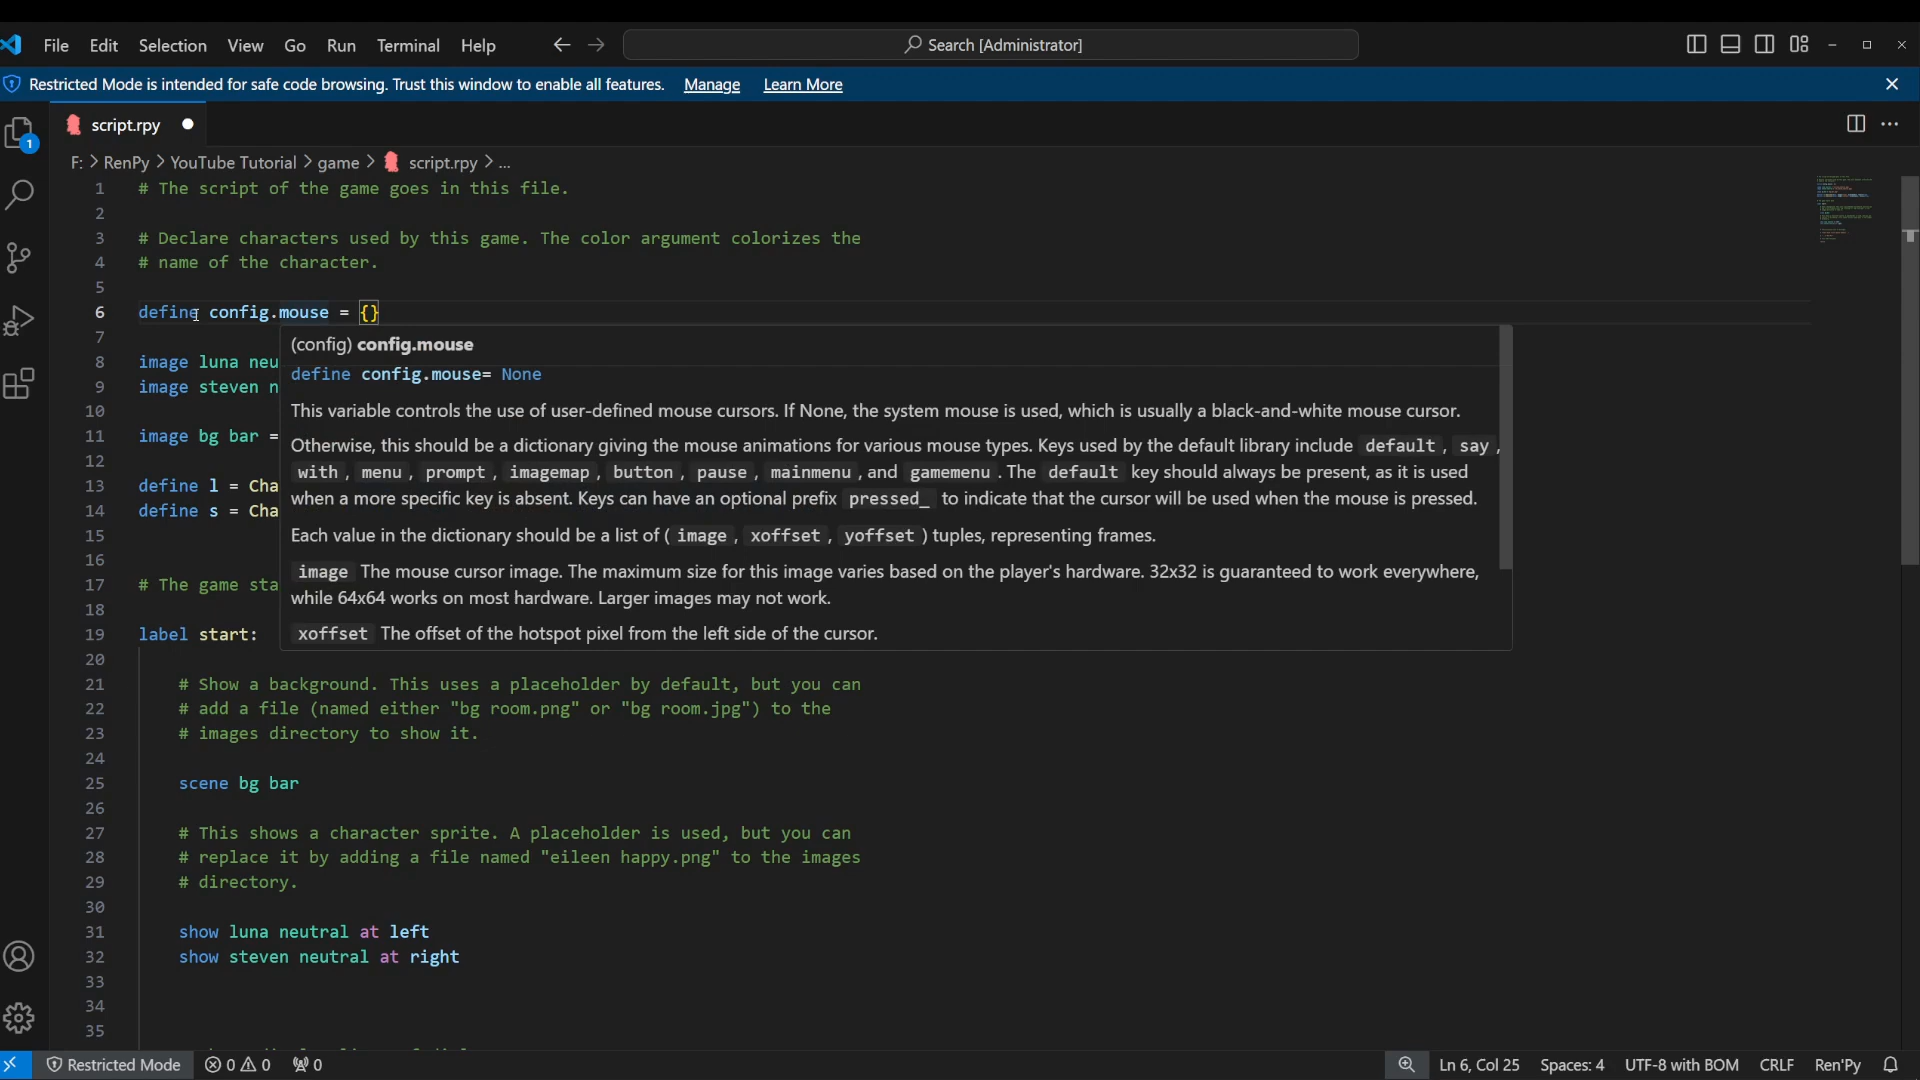 File Edit Selection View Go Run Terminal Help Search [Administrator]
Restricted Mode is intended for safe code browsing. Trust this window to enable all features. Manage Learn More
script.rpy
F: > RenPy > YouTube Tutorial > game > script.rpy > ...
1 # The script of the game goes in this file.
2
3 # Declare characters used by this game. The color argument colorizes the
4 # name of the character.
5
6 define config.mouse = {}
7
(config) config.mouse
8 image luna neu
define config.mouse= None
9 image steven n
10
This variable controls the use of user-defined mouse cursors. If None, the system mouse is used, which is usually a black-and-white mouse cursor.
11 image bg bar =
Otherwise, this should be a dictionary giving the mouse animations for various mouse types. Keys used by the default library include default, say,
12
with, menu, prompt, imagemap, button, pause, mainmenu, and gamemenu. The default key should always be present, as it is used
13 define l = Cha
when a more specific key is absent. Keys can have an optional prefix pressed_ to indicate that the cursor will be used when the mouse is pressed.
14 define s = Cha
15
Each value in the dictionary should be a list of (image, xoffset, yoffset) tuples, representing frames.
16
image The mouse cursor image. The maximum size for this image varies based on the player's hardware. 32x32 is guaranteed to work everywhere,
17 # The game sta
while 64x64 works on most hardware. Larger images may not work.
18
19 label start:
xoffset The offset of the hotspot pixel from the left side of the cursor.
20
21 # Show a background. This uses a placeholder by default, but you can
22 # add a file (named either "bg room.png" or "bg room.jpg") to the
23 # images directory to show it.
24
25 scene bg bar
26
27 # This shows a character sprite. A placeholder is used, but you can
28 # replace it by adding a file named "eileen happy.png" to the images
29 # directory.
30
31 show luna neutral at left
32 show steven neutral at right
33
34
35
Restricted Mode 0 0 0 Ln 6, Col 25 Spaces: 4 UTF-8 with BOM CRLF Ren'Py